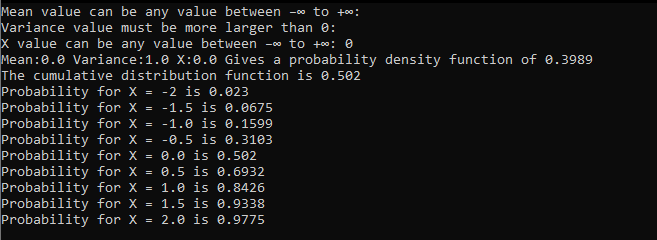 Mean value can be any value between -∞ to +∞:
Variance value must be more larger than 0:
X value can be any value between -∞ to +∞: 0
Mean:0.0 Variance:1.0 X:0.0 Gives a probability density function of 0.3989
The cumulative distribution function is 0.502
Probability for X = -2 is 0.023
Probability for X = -1.5 is 0.0675
Probability for X = -1.0 is 0.1599
Probability for X = -0.5 is 0.3103
Probability for X = 0.0 is 0.502
Probability for X = 0.5 is 0.6932
Probability for X = 1.0 is 0.8426
Probability for X = 1.5 is 0.9338
Probability for X = 2.0 is 0.9775